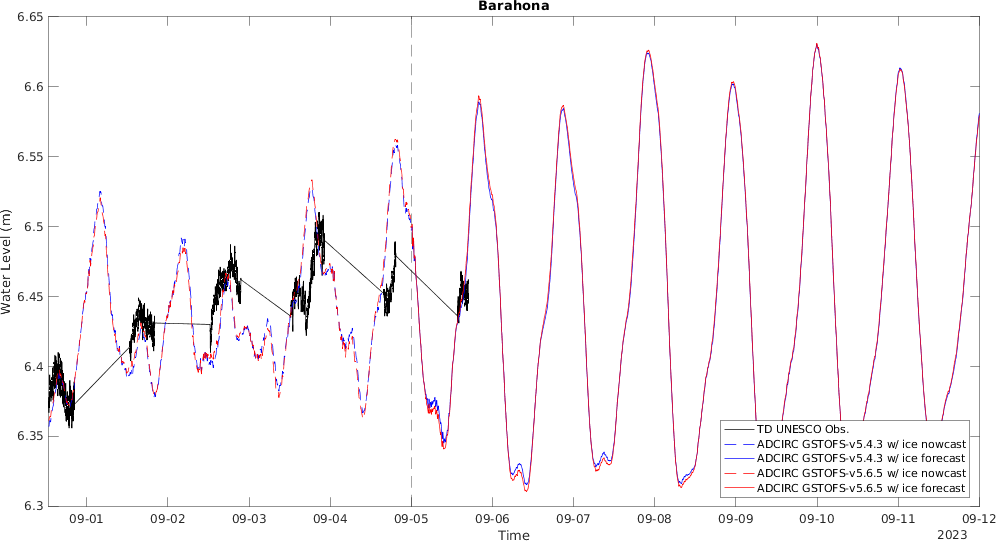 Barahona
Water Level (m)
6.65
6.6
6.55
6.5
6.45
6.4
6.35
6.3
TD UNESCO Obs.
ADCIRC GSTOFS-v5.4.3 w/ ice nowcast
ADCIRC GSTOFS-v5.4.3 w/ ice forecast
ADCIRC GSTOFS-v5.6.5 w/ ice nowcast
ADCIRC GSTOFS-v5.6.5 w/ ice forecast
09-01 09-02 09-03 09-04 09-05 09-06 09-07 09-08 09-09 09-10 09-11 09-12
Time
2023